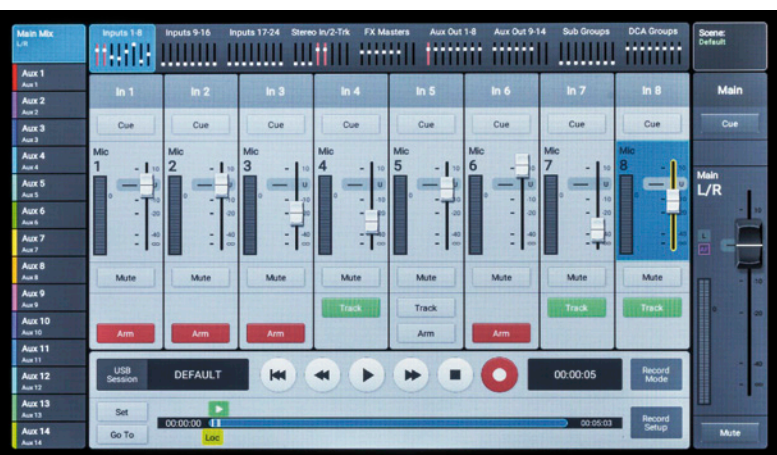 Main Mix
L/R
Inputs 1-8
Inputs 9-16
Inputs 17-24
Stereo In/2-Trk
FX Masters
Aux Out 1-8
Aux Out 9-14
Sub Groups
DCA Groups
Scene:
Default
Aux 1
Aux 1
Aux 2
Aux 2
Aux 3
Aux 3
Aux 4
Aux 4
Aux 5
Aux 5
Aux 6
Aux 6
Aux 7
Aux 7
Aux 8
Aux 8
Aux 9
Aux 9
Aux 10
Aux 10
Aux 11
Aux 11
Aux 12
Aux 12
Aux 13
Aux 13
Aux 14
Aux 14
In 1
In 2
In 3
In 4
In 5
In 6
In 7
In 8
Main
Cue
Cue
Cue
Cue
Cue
Cue
Cue
Cue
Cue
Mic
1
Mic
2
Mic
3
Mic
4
Mic
5
Mic
6
Mic
7
Mic
8
Main
L/R
Mute
Mute
Mute
Mute
Mute
Mute
Mute
Mute
Track
Track
Track
Track
Arm
Arm
Arm
Arm
Arm
USB
Session
DEFAULT
00:00:05
Record
Mode
Set
Go To
00:00:00
Loc
00:05:03
Record
Setup
Mute